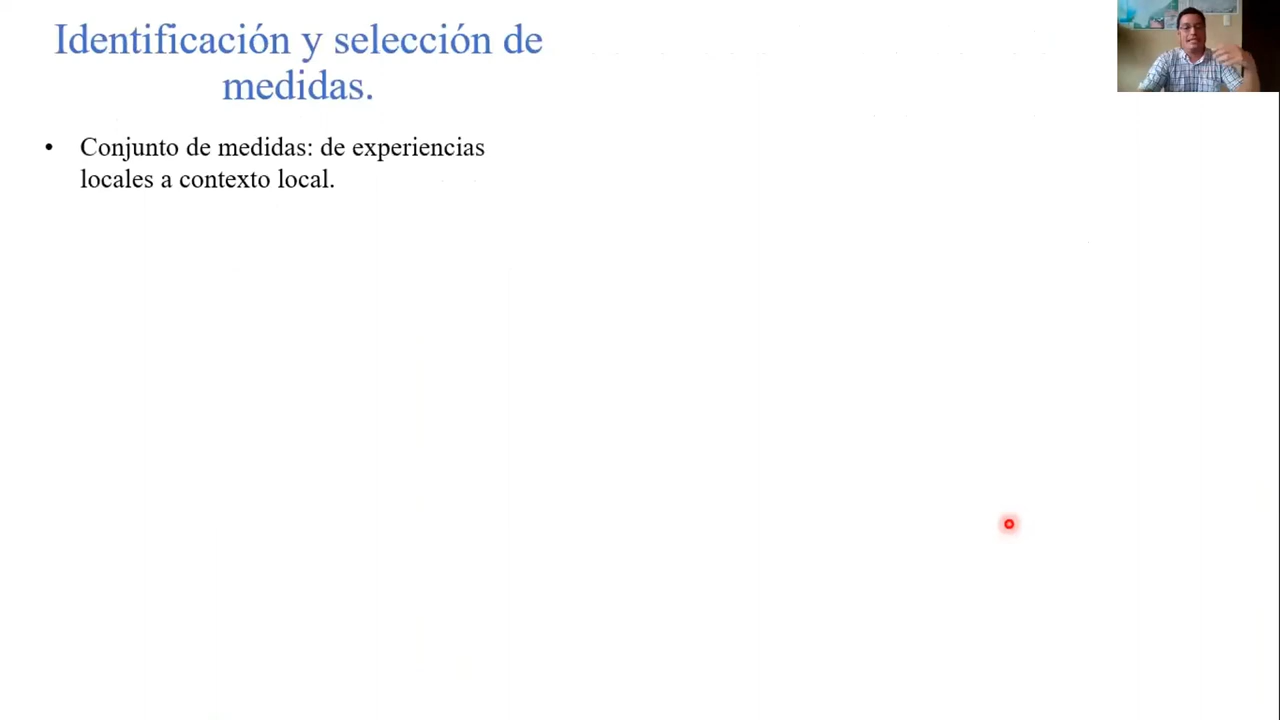 Identificación y selección de
medidas.
• Conjunto de medidas: de experiencias
locales a contexto local.